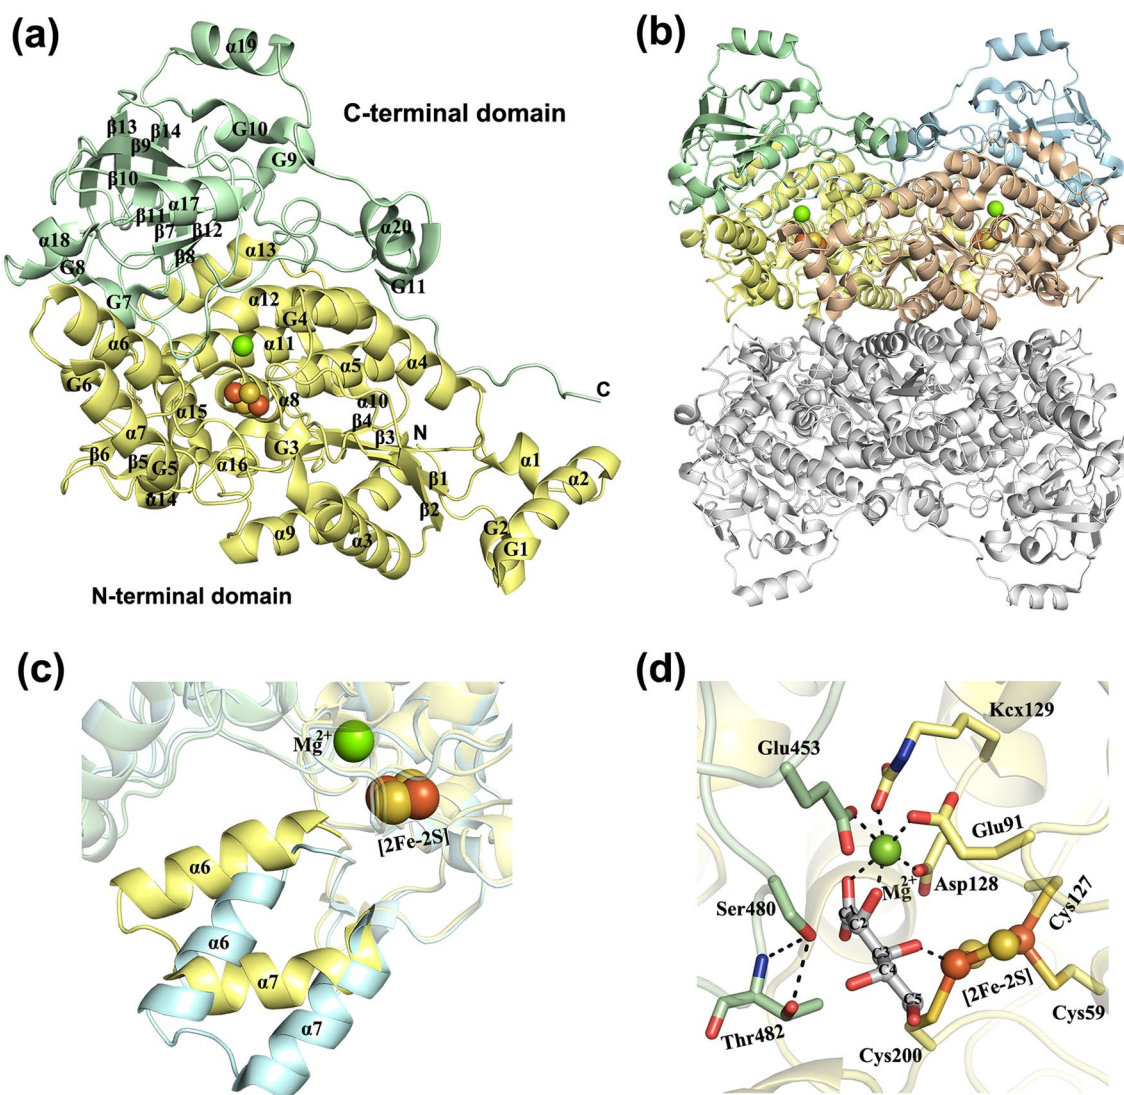 (a)
α19
C-terminal domain
β13
β14
β9
G10
G9
β10
α17
β11
β7
β12
α18
β8
α13
α20
G8
G7
G11
α12
G4
α6
α11
α5
α4
G6
C
α15
α8
α10
β4
α7
G3
β3
N
β6
β5
G5
α16
α1
α2
β1
α14
β2
α9
α3
G2
G1
N-terminal domain
(b)
(c)
Mg2+
[2Fe-2S]
α6
α6
α7
α7
(d)
Kcx129
Glu453
Glu91
Mg2+
Asp128
Cys127
Ser480
C1
C2
C3
C4
C5
[2Fe-2S]
Thr482
Cys200
Cys59